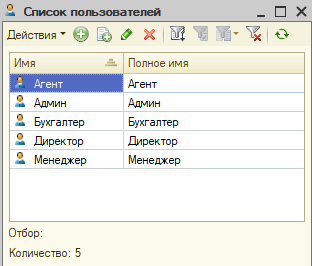 Список пользователей
Действия
Имя Полное имя
Агент Агент
Админ Админ
Бухгалтер Бухгалтер
Директор Директор
Менеджер Менеджер
Отбор:
Количество: 5